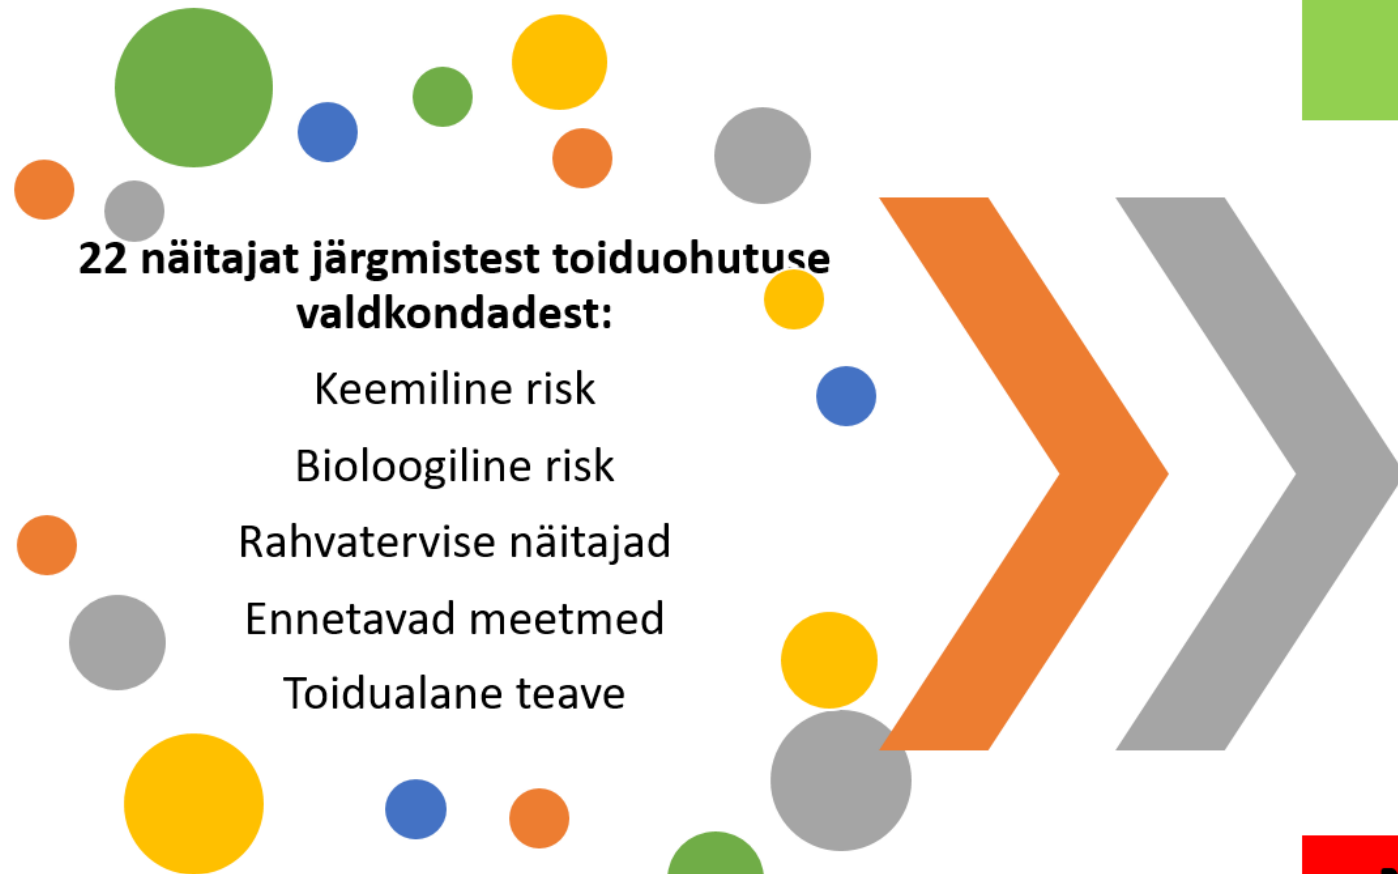 22 näitajat järgmistest toiduohutuse
valdkondadest:
Keemiline risk
Bioloogiline risk
Rahvatervise näitajad
Ennetavad meetmed
Toidualane teave